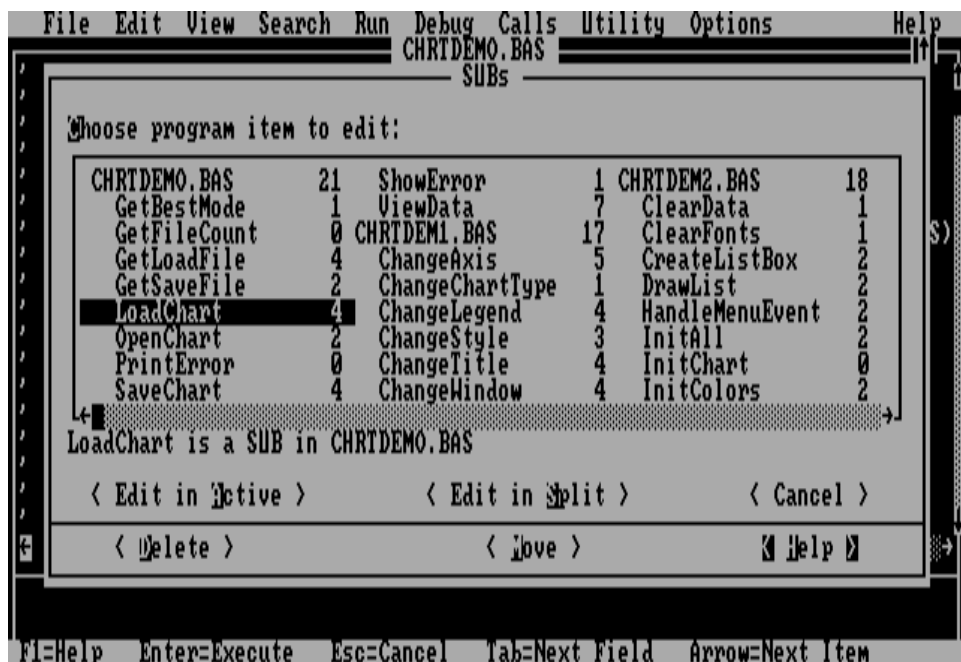 File Edit View Search Run Debug Calls Utility Options Help
CHRTDEMO.BAS
SUBs
Choose program item to edit:
CHRTDEMO.BAS 21 ShowError 1 CHRTDEM2.BAS 18
GetBestMode 1 ViewData 7 ClearData 1
GetFileCount 0 CHRTDEM1.BAS 17 ClearFonts 1
GetLoadFile 4 ChangeAxis 5 CreateListBox 2
GetSaveFile 2 ChangeChartType 1 DrawList 2
LoadChart 4 ChangeLegend 4 HandleMenuEvent 2
OpenChart 2 ChangeStyle 3 InitAll 2
PrintError 0 ChangeTitle 4 InitChart 0
SaveChart 4 ChangeWindow 4 InitColors 2
LoadChart is a SUB in CHRTDEMO.BAS
< Edit in Active > < Edit in Split > < Cancel >
< Delete > < Move > < Help >
F1=Help Enter=Execute Esc=Cancel Tab=Next Field Arrow=Next Item